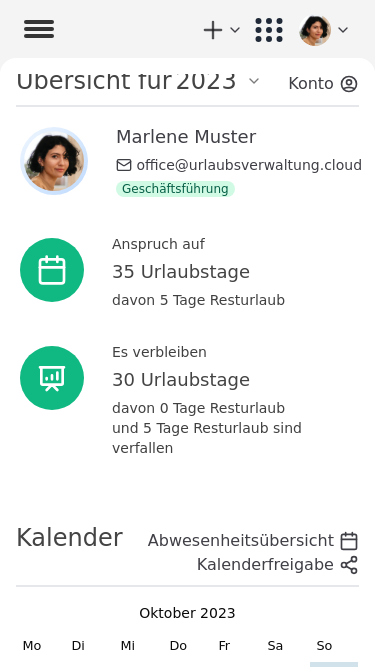 Übersicht für 2023
Konto
Marlene Muster
office@urlaubsverwaltung.cloud
Geschäftsführung
Anspruch auf
35 Urlaubstage
davon 5 Tage Resturlaub
Es verbleiben
30 Urlaubstage
davon 0 Tage Resturlaub
und 5 Tage Resturlaub sind
verfallen
Kalender
Abwesenheitsübersicht
Kalenderfreigabe
Oktober 2023
Mo Di Mi Do Fr Sa So